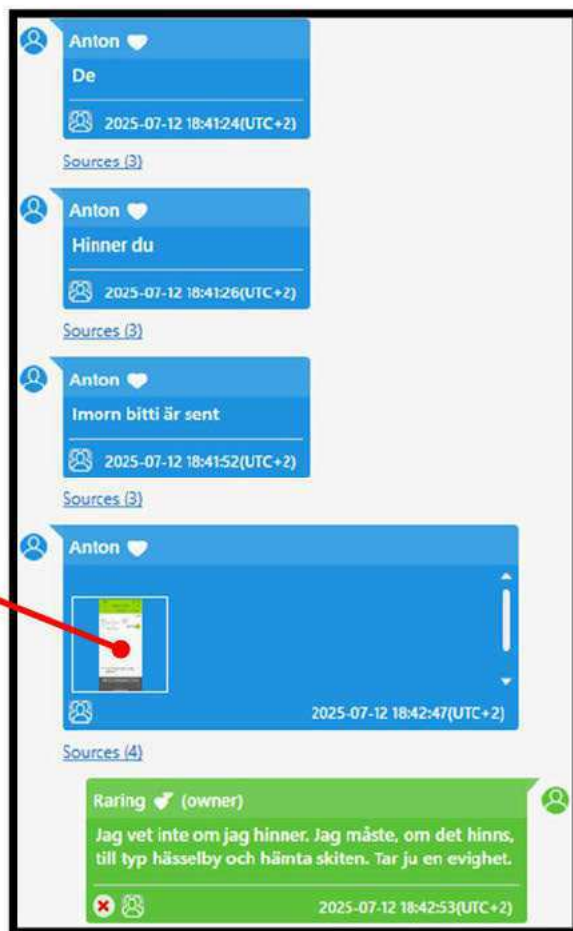 Anton
De
2025-07-12 18:41:24(UTC+2)
Sources (3)
Anton
Hinner du
2025-07-12 18:41:26(UTC+2)
Sources (3)
Anton
Imorn bitti är sent
2025-07-12 18:41:52(UTC+2)
Sources (3)
Anton
2025-07-12 18:42:47(UTC+2)
Sources (4)
Raring (owner)
Jag vet inte om jag hinner. Jag måste, om det hinns,
till typ hässelby och hämta skiten. Tar ju en evighet.
2025-07-12 18:42:53(UTC+2)